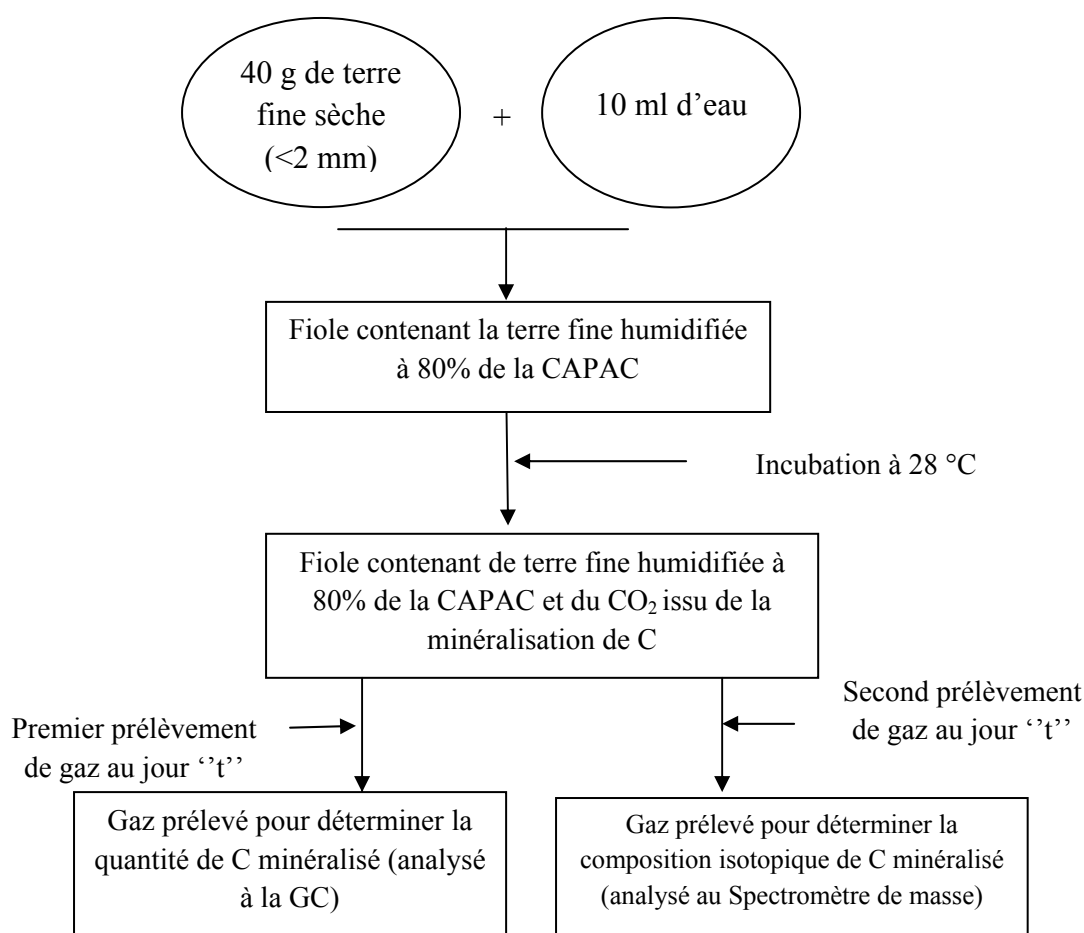 40 g de terre
fine sèche
(<2 mm)
+
10 ml d’eau
Fiole contenant la terre fine humidifiée
à 80% de la CAPAC
Incubation à 28 °C
Fiole contenant de terre fine humidifiée à
80% de la CAPAC et du CO₂ issu de la
minéralisation de C
Premier prélèvement
de gaz au jour ‘’t’’
Second prélèvement
de gaz au jour ‘’t’’
Gaz prélevé pour déterminer la
quantité de C minéralisé (analysé
à la GC)
Gaz prélevé pour déterminer la
composition isotopique de C minéralisé
(analysé au Spectromètre de masse)